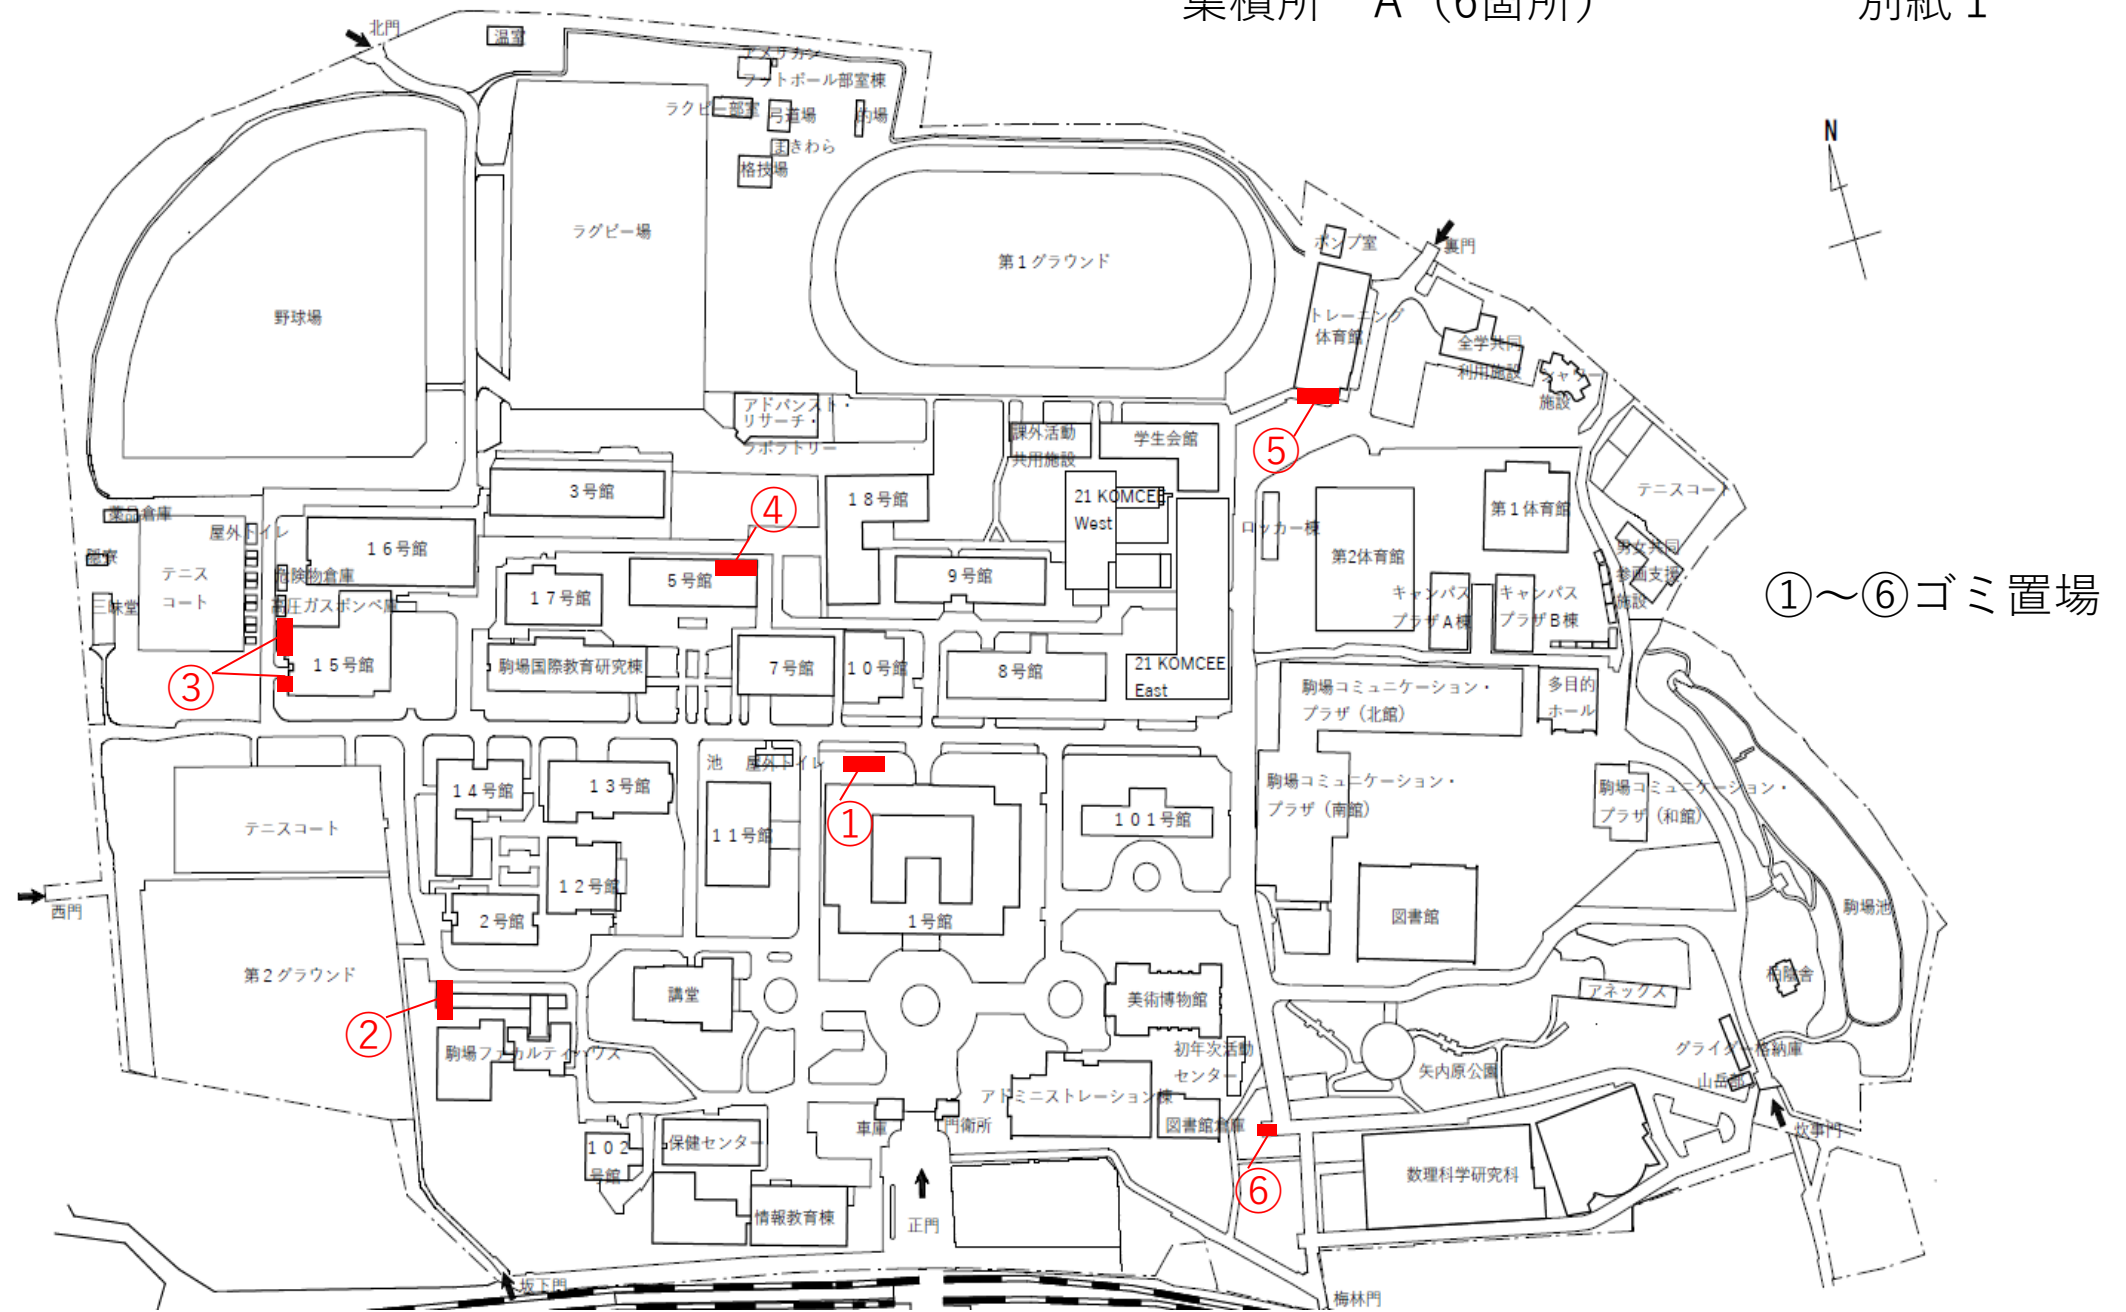 集積所 A（6箇所）
別紙１
北門
温室
アメリカン
フットボール部室棟
ラグビー部室
弓道場
的場
まきわら
格技場
N
ラグビー場
第１グラウンド
ポンプ室
裏門
野球場
トレーニング
体育館
全学共同
利用施設
シャワー
施設
アドバンスト・
リサーチ・
ラボラトリー
課外活動
共用施設
学生会館
⑤
3号館
④
１８号館
21 KOMCEE
West
ロッカー棟
第１体育館
テニスコート
薬品倉庫
屋外トイレ
１６号館
第2体育館
男女共同
参画支援
施設
テニス
コート
危険物倉庫
高圧ガスボンベ庫
三昧堂
１７号館
5号館
9号館
キャンパス
プラザA棟
キャンパス
プラザB棟
①～⑥ゴミ置場
③
１５号館
駒場国際教育研究棟
7号館
１０号館
8号館
21 KOMCEE
East
駒場コミュニケーション・
プラザ（北館）
多目的
ホール
池
屋外トイレ
１４号館
１３号館
①
駒場コミュニケーション・
プラザ（南館）
駒場コミュニケーション・
プラザ（和館）
テニスコート
１１号館
１０１号館
１２号館
西門
2号館
1号館
図書館
駒場池
第２グラウンド
講堂
美術博物館
アネックス
柏陰舎
②
駒場ファカルティハウス
初年次活動
センター
矢内原公園
グライダー格納庫
山岳部
アドミニストレーション棟
車庫
門衛所
図書館倉庫
炊事門
１０２
号館
保健センター
⑥
数理科学研究科
情報教育棟
正門
坂下門
梅林門